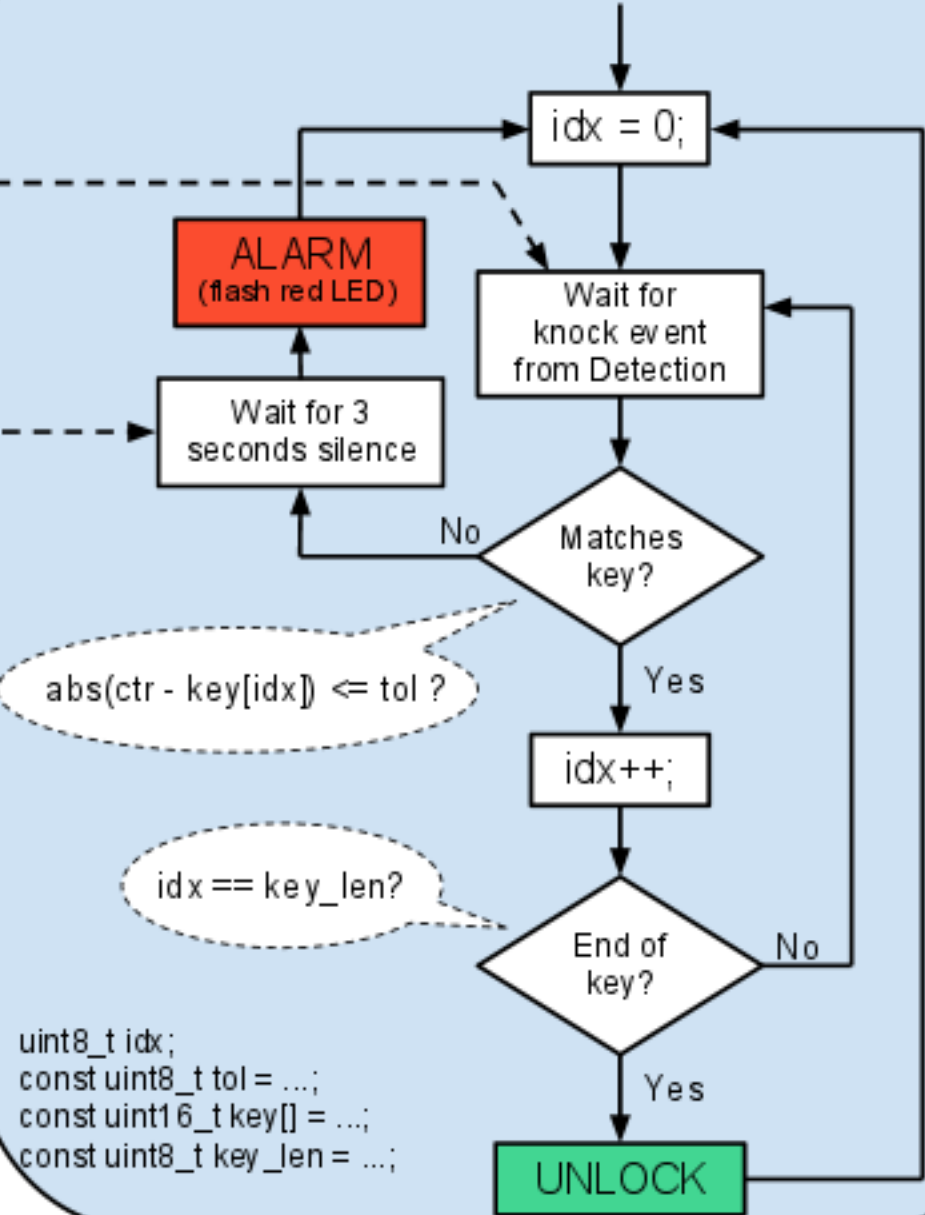 idx = 0;
ALARM
(flash red LED)
Wait for
knock event
from Detection
Wait for 3
seconds silence
No
Matches
key?
abs(ctr - key[idx]) <= tol ?
Yes
idx++;
idx == key_len?
End of
key?
No
uint8_t idx;
const uint8_t tol = ...;
const uint16_t key[] = ...;
const uint8_t key_len = ...;
Yes
UNLOCK